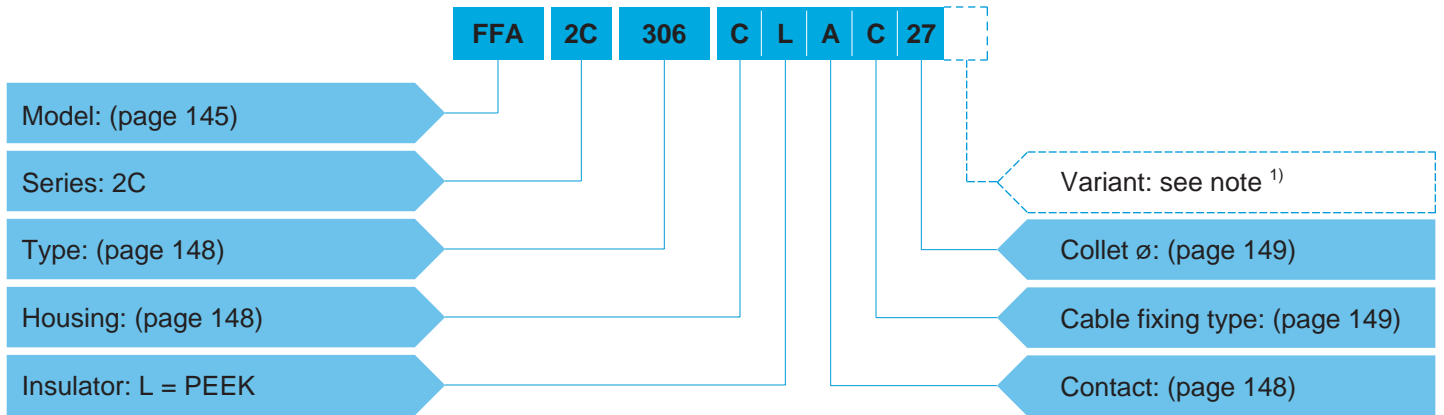 FFA 2C 306 C L A C 27
Model: (page 145)
Series: 2C
Variant: see note 1)
Type: (page 148)
Collet ø: (page 149)
Housing: (page 148)
Cable fixing type: (page 149)
Insulator: L = PEEK
Contact: (page 148)